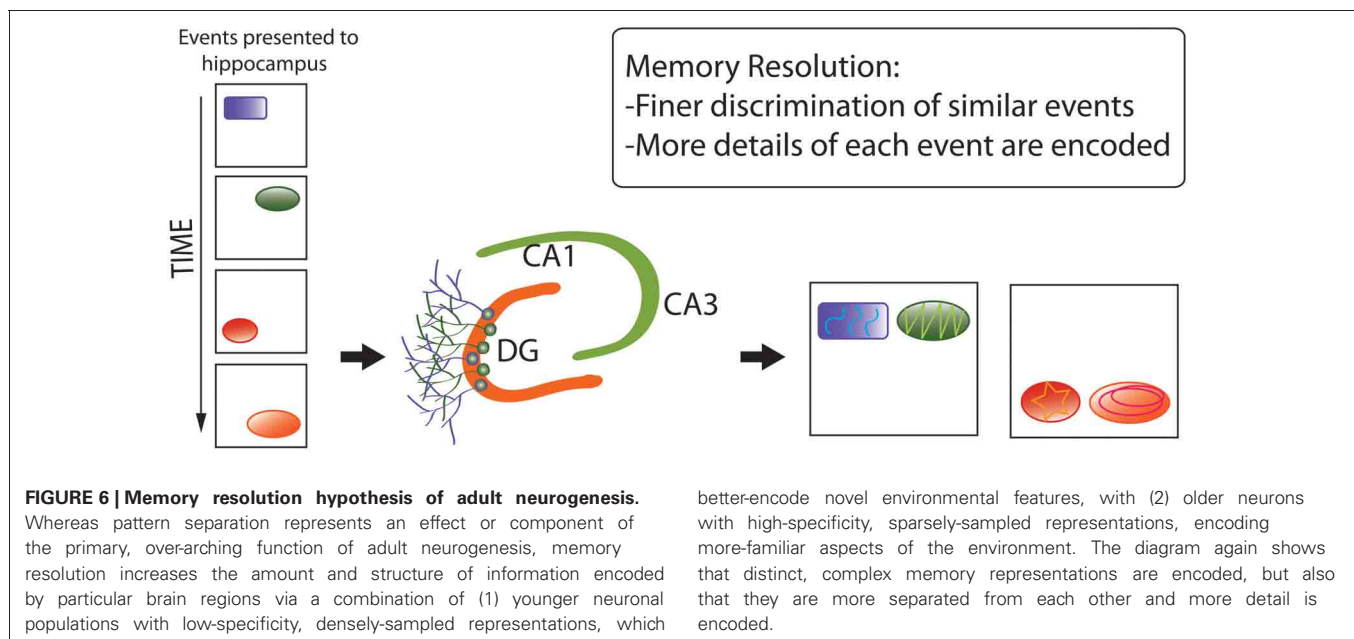 Events presented to
hippocampus
TIME
Memory Resolution:
-Finer discrimination of similar events
-More details of each event are encoded
CA1
CA3
DG
FIGURE 6 | Memory resolution hypothesis of adult neurogenesis.
Whereas pattern separation represents an effect or component of
the primary, over-arching function of adult neurogenesis, memory
resolution increases the amount and structure of information encoded
by particular brain regions via a combination of (1) younger neuronal
populations with low-specificity, densely-sampled representations, which
better-encode novel environmental features, with (2) older neurons
with high-specificity, sparsely-sampled representations, encoding
more-familiar aspects of the environment. The diagram again shows
that distinct, complex memory representations are encoded, but also
that they are more separated from each other and more detail is
encoded.